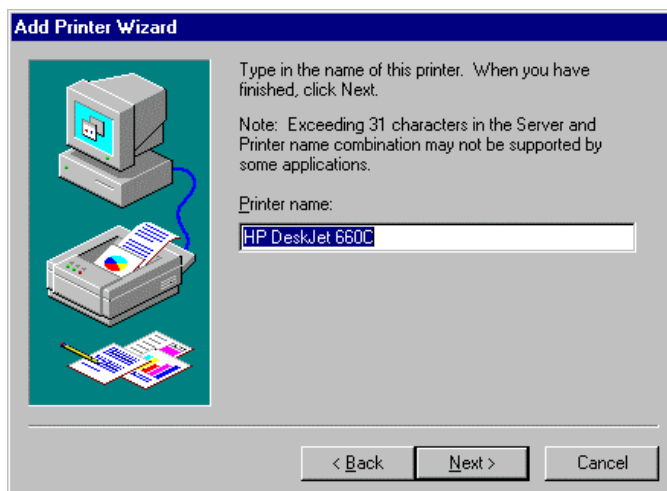 Add Printer Wizard
Type in the name of this printer.  When you have
finished, click Next.
Note:  Exceeding 31 characters in the Server and
Printer name combination may not be supported by
some applications.
Printer name:
HP DeskJet 660C
< Back
Next >
Cancel